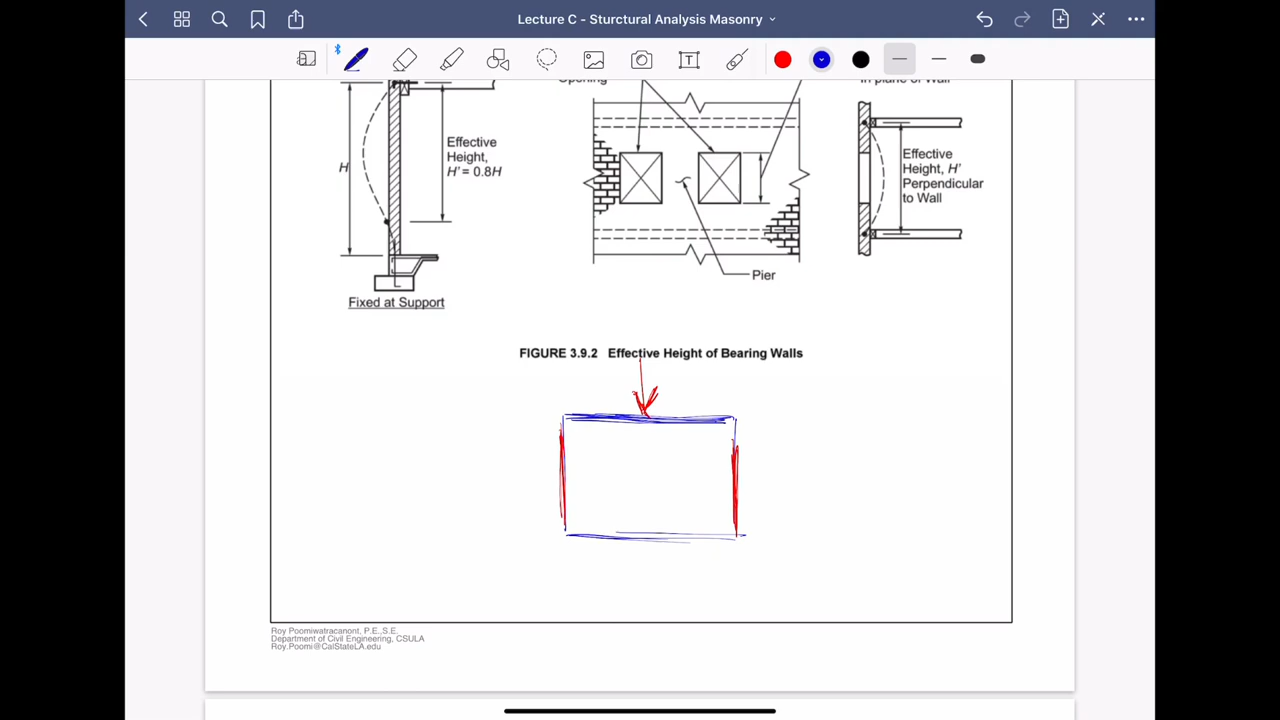 Lecture C - Sturctural Analysis Masonry
T
Opening
In plane of Wall
H
Effective
Height,
H' = 0.8H
Effective
Height, H'
Perpendicular
to Wall
Pier
Fixed at Support
FIGURE 3.9.2 Effective Height of Bearing Walls
Roy Poomiwatracanont, P.E.,S.E.
Department of Civil Engineering, CSULA
Roy.Poomi@CalStateLA.edu